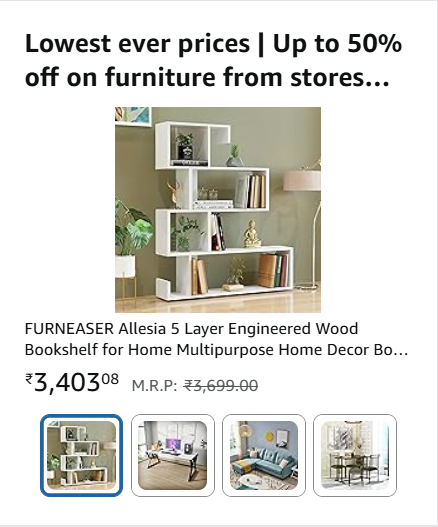 Lowest ever prices | Up to 50%
off on furniture from stores…
FURNEASER Allesia 5 Layer Engineered Wood
Bookshelf for Home Multipurpose Home Decor Bo…
₹3,40308 M.R.P: ₹3,699.00